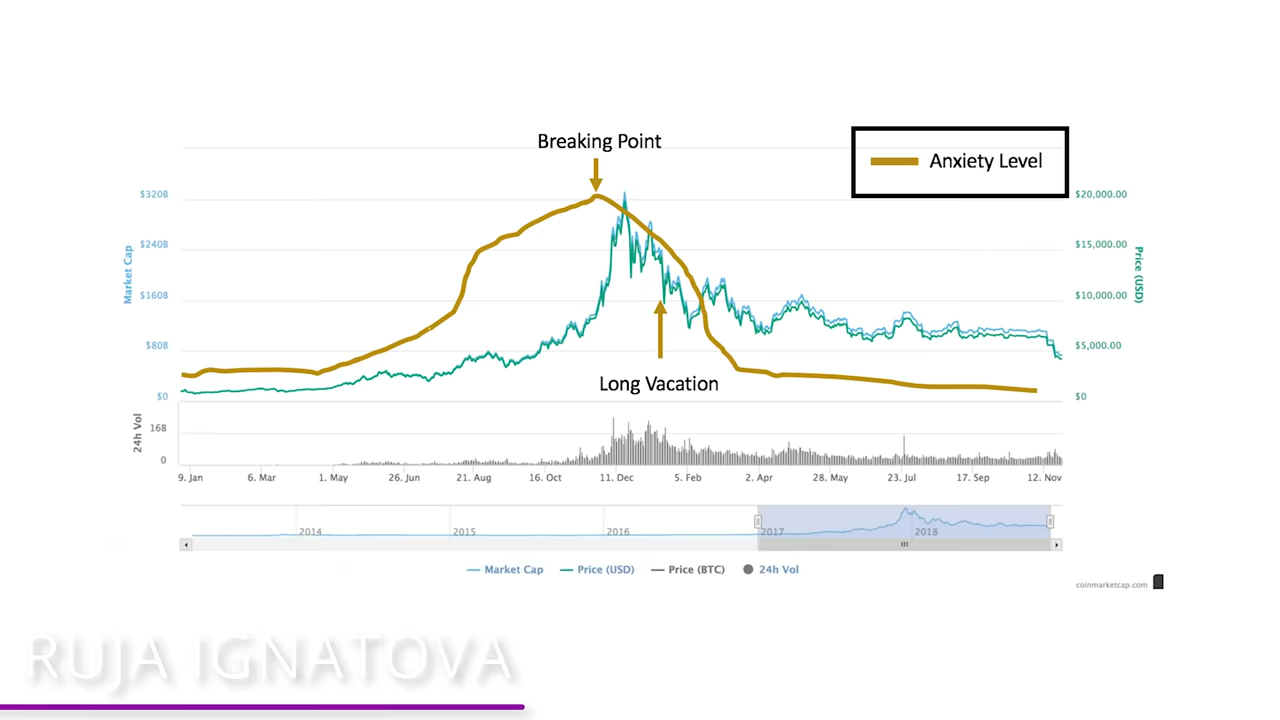 Breaking Point
Anxiety Level
$320B
$20,000.00
$240B
$15,000.00
Market Cap
Price (USD)
$160B
$10,000.00
$80B
$5,000.00
Long Vacation
$0
$0
24h Vol
16B
0
9. Jan 6. Mar 1. May 26. Jun 21. Aug 16. Oct 11. Dec 5. Feb 2. Apr 28. May 23. Jul 17. Sep 12. Nov
2014 2015 2016 2017 2018
Market Cap Price (USD) Price (BTC) 24h Vol
coinmarketcap.com
RUJA IGNATOVA